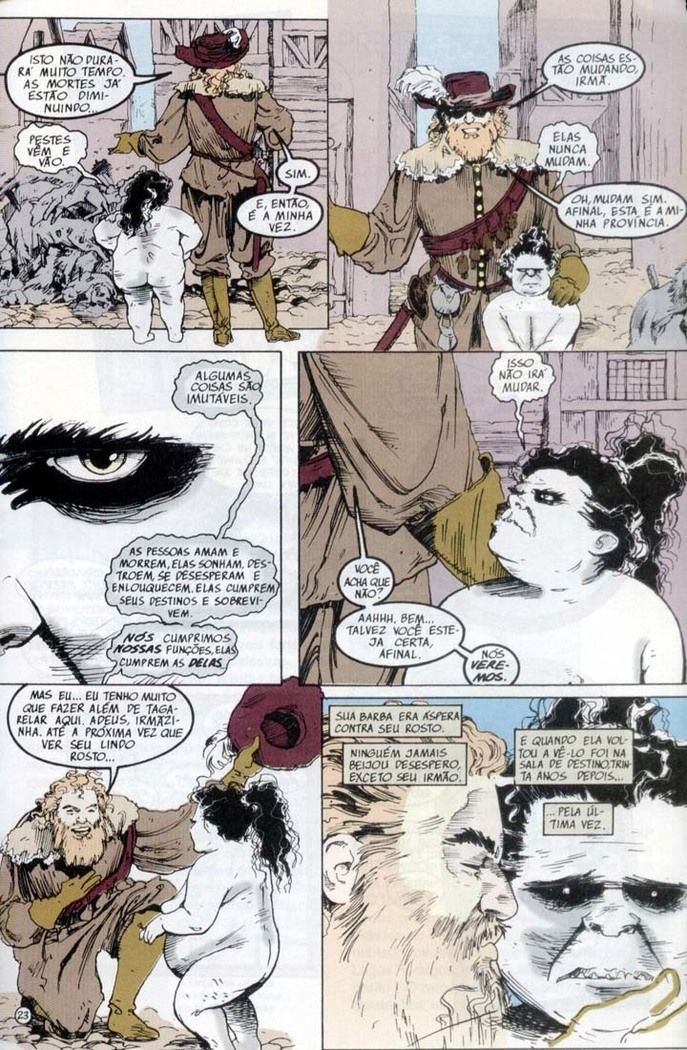 ISTO NÃO DURA-
RÁ MUITO TEMPO.
AS MORTES JÁ
ESTÃO DIMI-
NUINDO...
PESTES
VÊM E
VÃO.
SIM.
E, ENTÃO,
É A MINHA
VEZ.
AS COISAS ES-
TÃO MUDANDO,
IRMÃ.
ELAS
NUNCA
MUDAM.
OH, MUDAM SIM.
AFINAL, ESTA É A MI-
NHA PROVÍNCIA.
ALGUMAS
COISAS SÃO
IMUTÁVEIS.
AS PESSOAS AMAM E
MORREM, ELAS SONHAM, DES-
TROEM, SE DESESPERAM E
ENLOUQUECEM. ELAS CUMPREM
SEUS DESTINOS E SOBREVI-
VEM.
NÓS CUMPRIMOS
NOSSAS FUNÇÕES, ELAS
CUMPREM AS DELAS.
ISSO
NÃO IRÁ
MUDAR.
VOCÊ
ACHA QUE
NÃO?
AAHHH, BEM...
TALVEZ VOCÊ ESTE-
JA CERTA,
AFINAL.
NÓS
VERE-
MOS.
MAS EU... EU TENHO MUITO
QUE FAZER ALÉM DE TAGA-
RELAR AQUI. ADEUS, IRMÃZI-
NHA. ATÉ A PRÓXIMA VEZ QUE
VER SEU LINDO
ROSTO...
SUA BARBA ERA ÁSPERA
CONTRA SEU ROSTO.
NINGUÉM JAMAIS
BEIJOU DESESPERO,
EXCETO SEU IRMÃO.
E QUANDO ELA VOL-
TOU A VÊ-LO FOI NA
SALA DE DESTINO, TRIN-
TA ANOS DEPOIS...
...PELA ÚL-
TIMA VEZ.
23